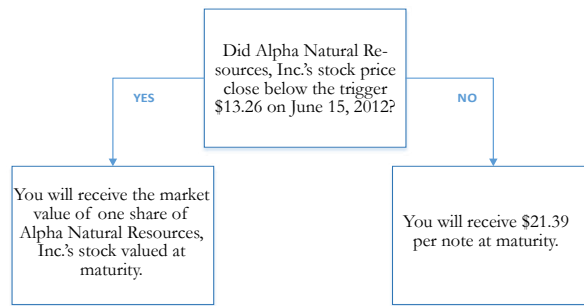 Did Alpha Natural Re-
sources, Inc.'s stock price
close below the trigger
$13.26 on June 15, 2012?
YES
NO
You will receive the market
value of one share of
Alpha Natural Resources,
Inc.'s stock valued at
maturity.
You will receive $21.39
per note at maturity.